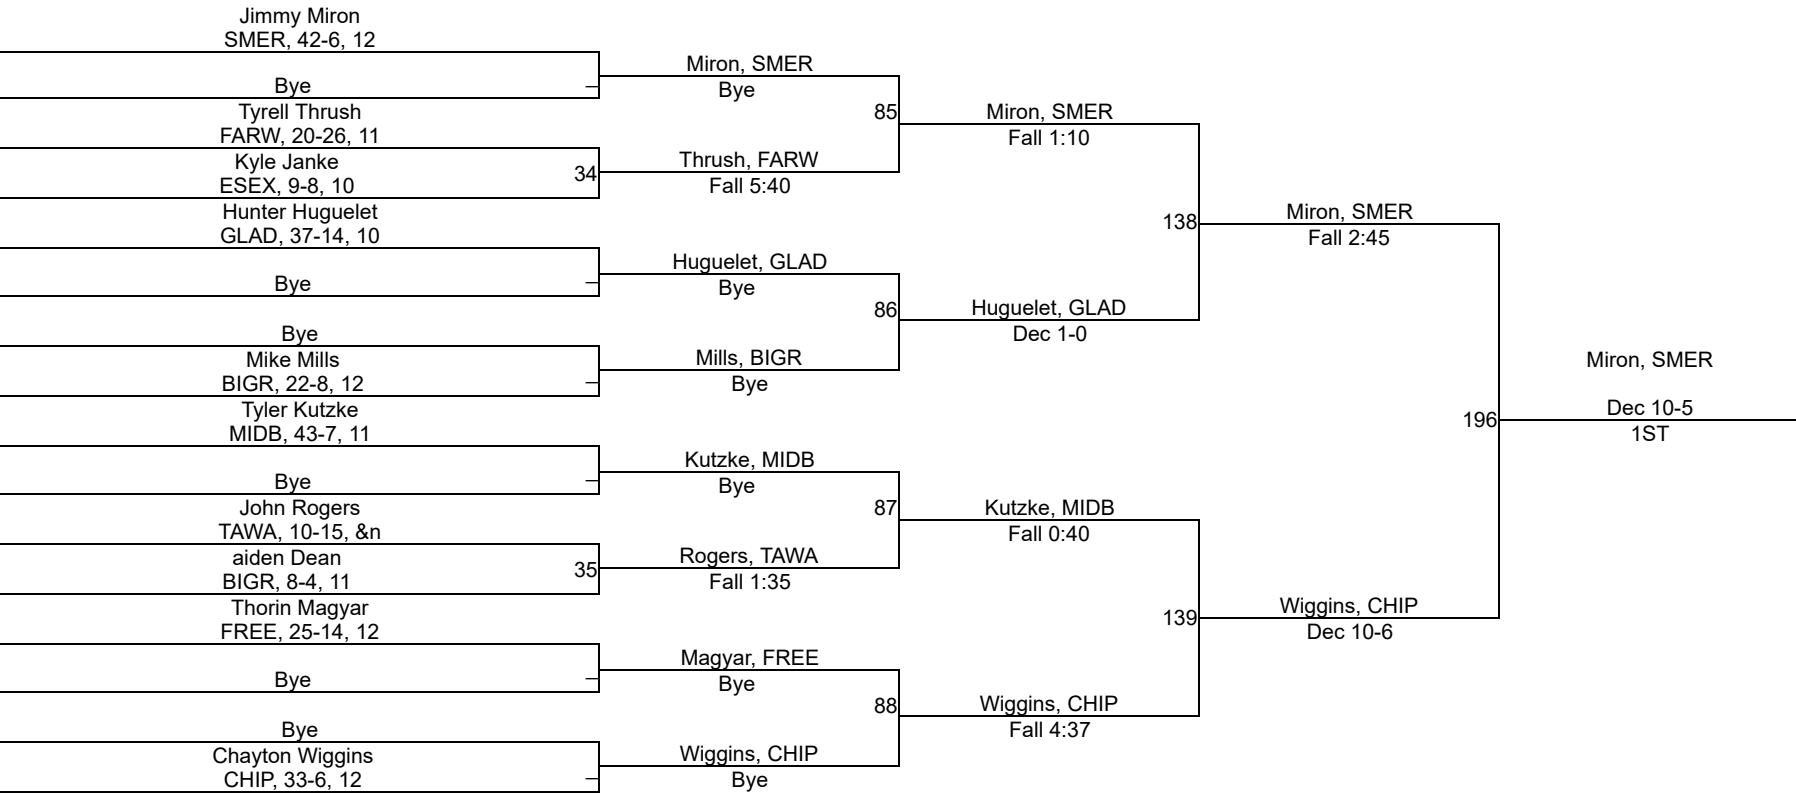 Jimmy Miron
SMER, 42-6, 12
Bye
–
Tyrell Thrush
FARW, 20-26, 11
Kyle Janke
ESEX, 9-8, 10
34
Hunter Huguelet
GLAD, 37-14, 10
Bye
–
Bye
Mike Mills
BIGR, 22-8, 12
–
Tyler Kutzke
MIDB, 43-7, 11
Bye
–
John Rogers
TAWA, 10-15, &n
aiden Dean
BIGR, 8-4, 11
35
Thorin Magyar
FREE, 25-14, 12
Bye
–
Bye
Chayton Wiggins
CHIP, 33-6, 12
–
Miron, SMER
Bye
85
Thrush, FARW
Fall 5:40
Huguelet, GLAD
Bye
86
Mills, BIGR
Bye
Kutzke, MIDB
Bye
87
Rogers, TAWA
Fall 1:35
Magyar, FREE
Bye
88
Wiggins, CHIP
Bye
Miron, SMER
Fall 1:10
138
Huguelet, GLAD
Dec 1-0
Kutzke, MIDB
Fall 0:40
139
Wiggins, CHIP
Fall 4:37
Miron, SMER
Fall 2:45
196
Wiggins, CHIP
Dec 10-6
Miron, SMER
Dec 10-5
1ST